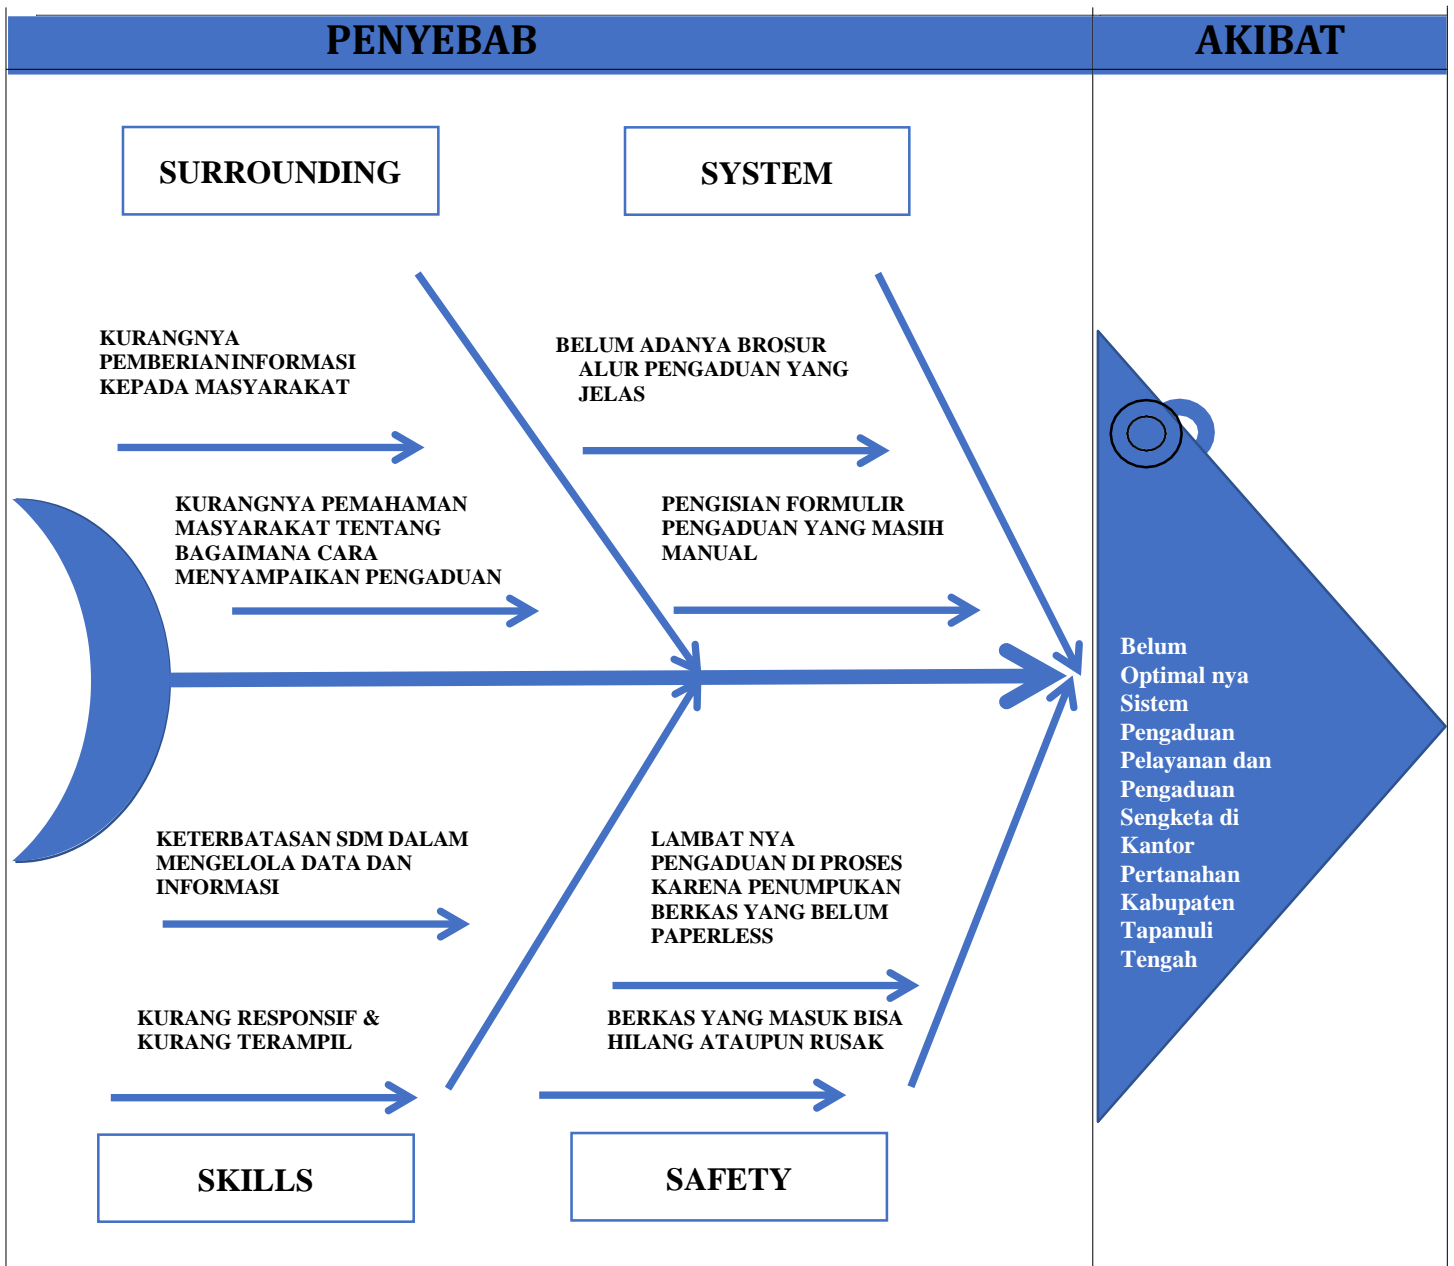 PENYEBAB
AKIBAT
SURROUNDING
SYSTEM
KURANGNYA
PEMBERIAN INFORMASI
KEPADA MASYARAKAT
BELUM ADANYA BROSUR
ALUR PENGADUAN YANG
JELAS
KURANGNYA PEMAHAMAN
MASYARAKAT TENTANG
BAGAIMANA CARA
MENYAMPAIKAN PENGADUAN
PENGISIAN FORMULIR
PENGADUAN YANG MASIH
MANUAL
Belum
Optimal nya
Sistem
Pengaduan
Pelayanan dan
Pengaduan
Sengketa di
Kantor
Pertanahan
Kabupaten
Tapanuli
Tengah
KETERBATASAN SDM DALAM
MENGELOLA DATA DAN
INFORMASI
LAMBAT NYA
PENGADUAN DI PROSES
KARENA PENUMPUKAN
BERKAS YANG BELUM
PAPERLESS
KURANG RESPONSIF &
KURANG TERAMPIL
BERKAS YANG MASUK BISA
HILANG ATAUPUN RUSAK
SKILLS
SAFETY